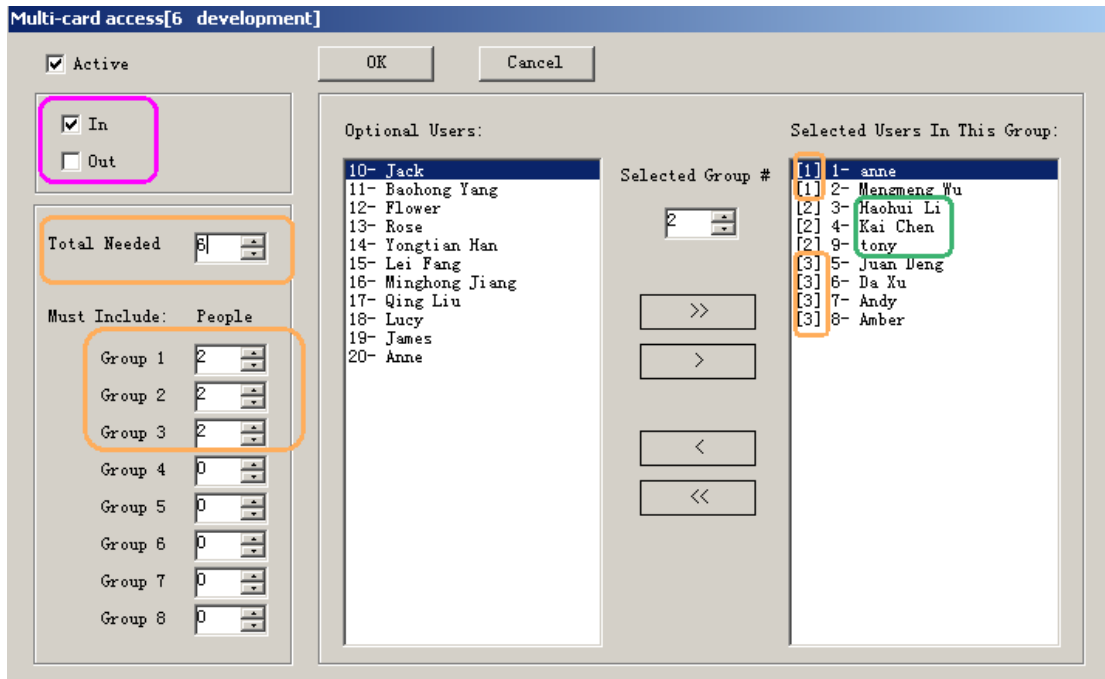 Multi-card access[6   development]
Active
OK
Cancel
In
Out
Total Needed 6
Must Include: People
Group 1 2
Group 2 2
Group 3 2
Group 4 0
Group 5 0
Group 6 0
Group 7 0
Group 8 0
Optional Users:
10- Jack
11- Baohong Yang
12- Flower
13- Rose
14- Yongtian Han
15- Lei Fang
16- Minghong Jiang
17- Qing Liu
18- Lucy
19- James
20- Anne
Selected Group #
2
>>
>
<
<<
Selected Users In This Group:
[1] 1- anne
[1] 2- Mengmeng Wu
[2] 3- Haohui Li
[2] 4- Kai Chen
[2] 9- tony
[3] 5- Juan Deng
[3] 6- Da Xu
[3] 7- Andy
[3] 8- Amber